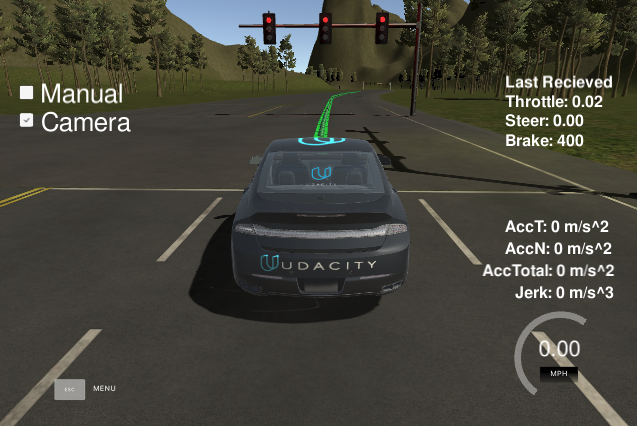 Manual
Camera
Last Recieved
Throttle: 0.02
Steer: 0.00
Brake: 400
AccT: 0 m/s^2
AccN: 0 m/s^2
AccTotal: 0 m/s^2
Jerk: 0 m/s^3
UDACITY
0.00
MPH
ESC
MENU